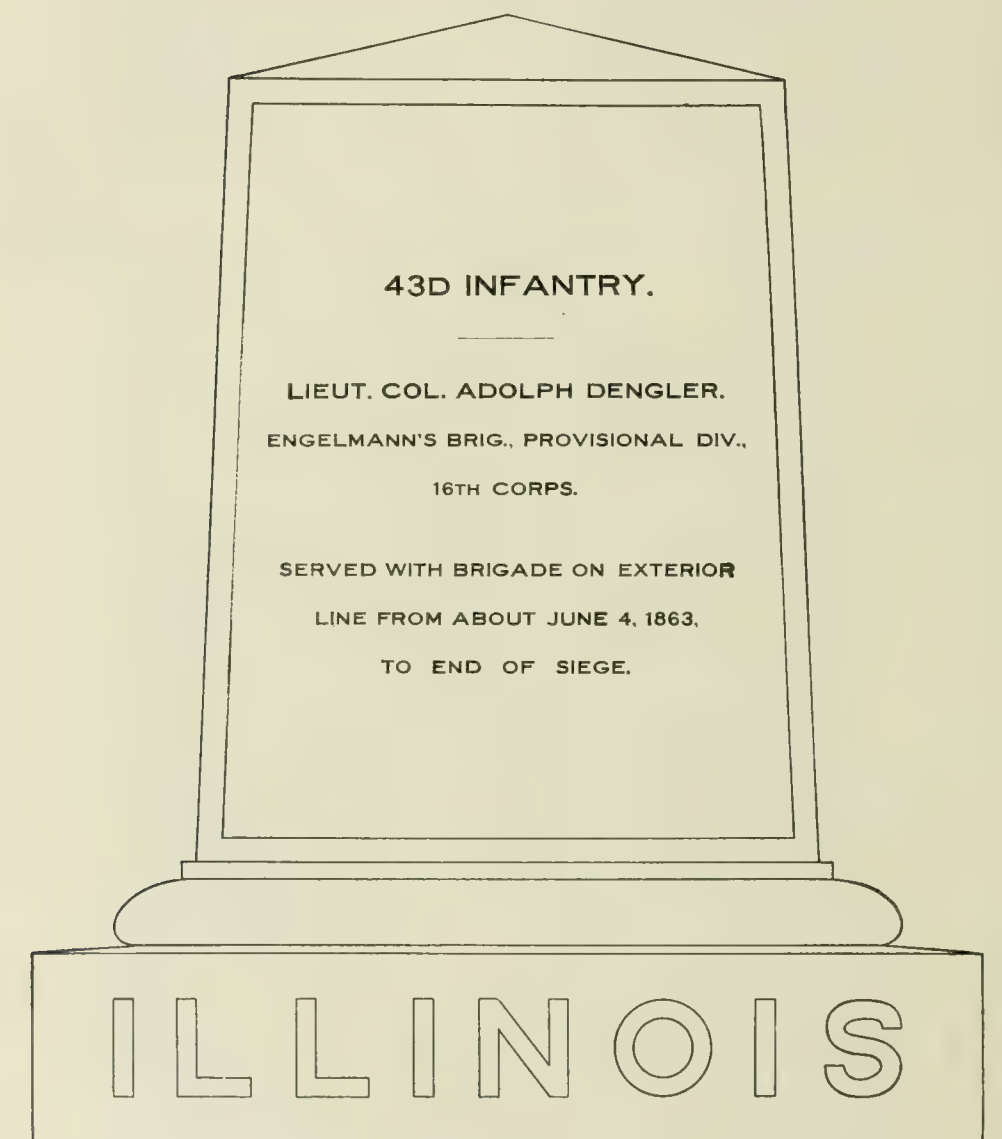 43D INFANTRY.
LIEUT. COL. ADOLPH DENGLER.
ENGELMANN'S BRIG., PROVISIONAL DIV.,
16TH CORPS.
SERVED WITH BRIGADE ON EXTERIOR
LINE FROM ABOUT JUNE 4, 1863,
TO END OF SIEGE.
ILLINOIS